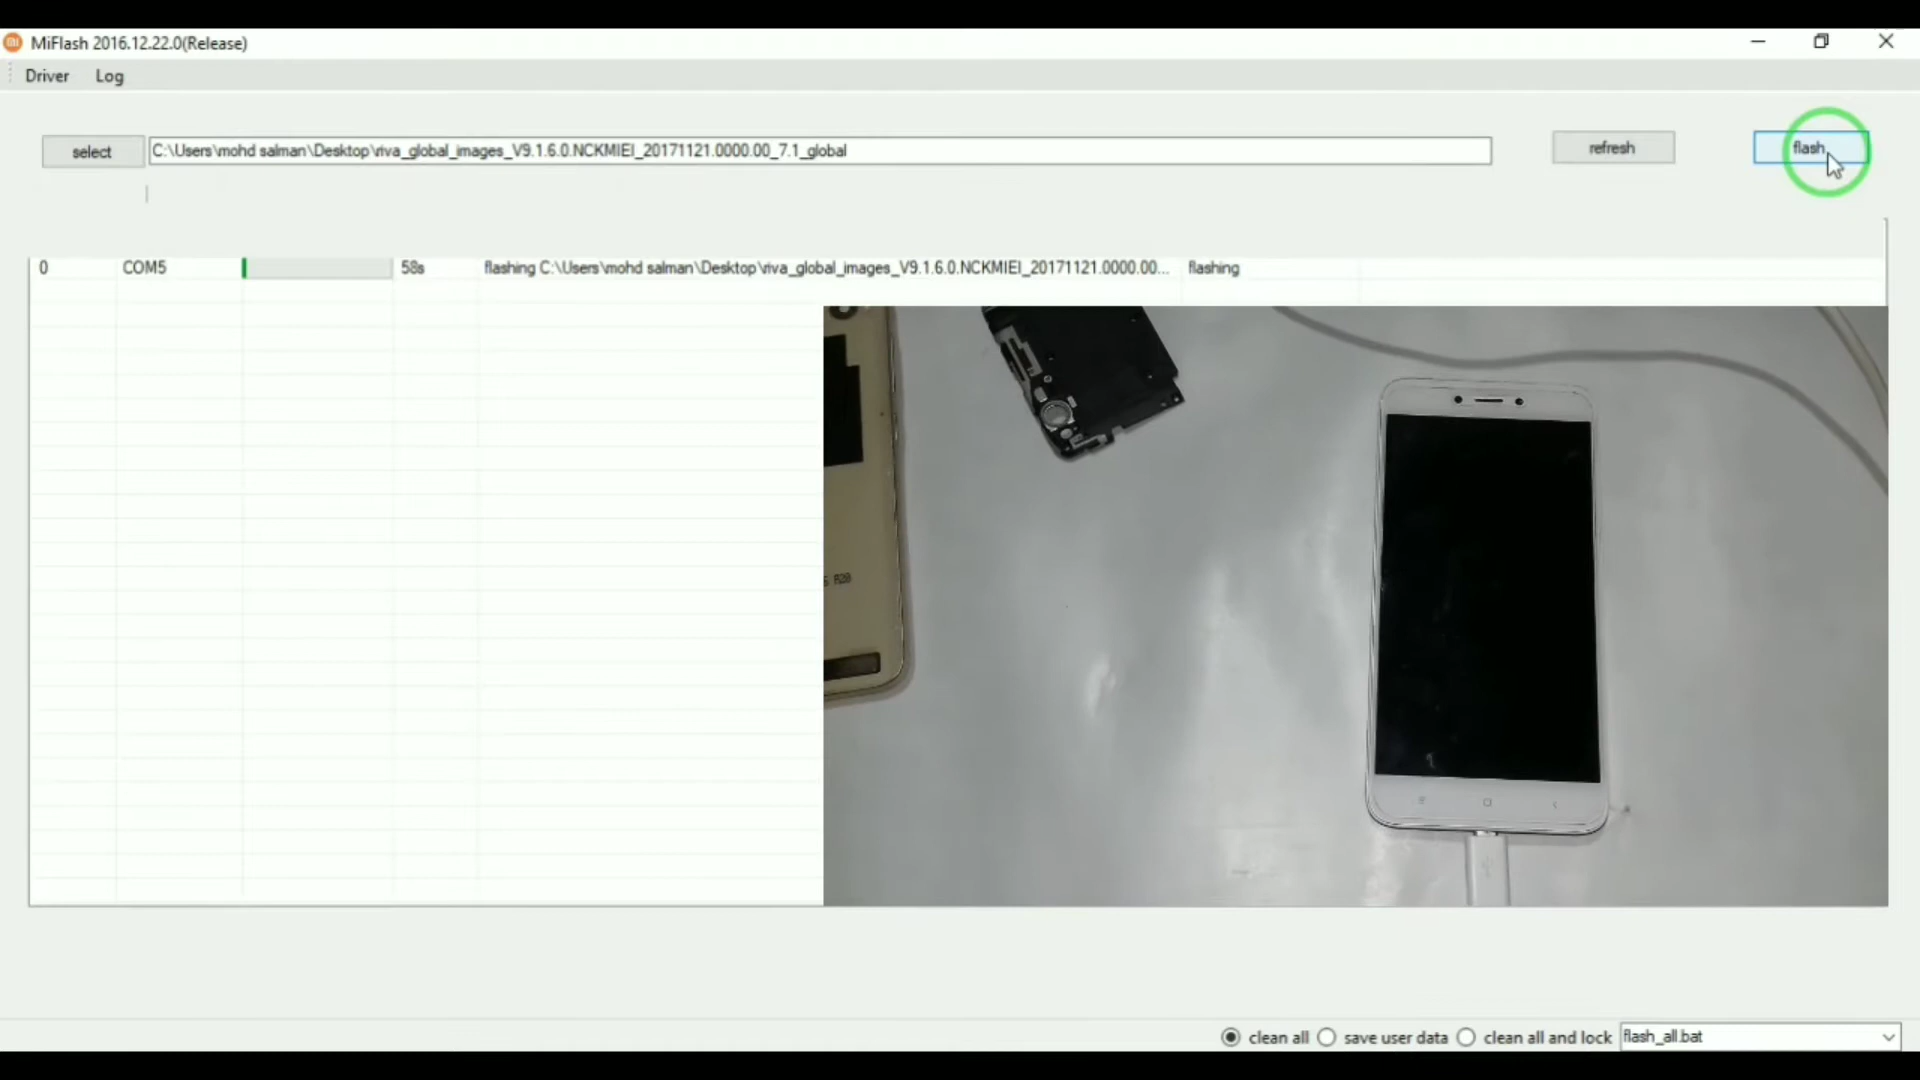 MiFlash 2016.12.22.0(Release)
Driver Log
select C:\Users\mohd salman\Desktop\riva_global_images_V9.1.6.0.NCKMIEI_20171121.0000.00_7.1_global refresh flash
0 COM5 58s flashing C:\Users\mohd salman\Desktop\riva_global_images_V9.1.6.0.NCKMIEI_20171121.0000.00... flashing
clean all save user data clean all and lock flash_all.bat